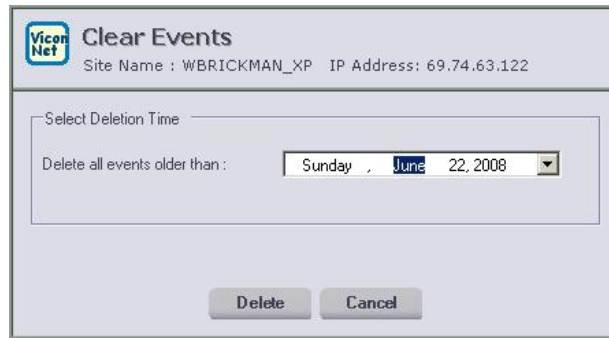 Vicon
Net
Clear Events
Site Name : WBRICKMAN_XP IP Address: 69.74.63.122
Select Deletion Time
Delete all events older than :
Sunday , June 22, 2008
Delete
Cancel